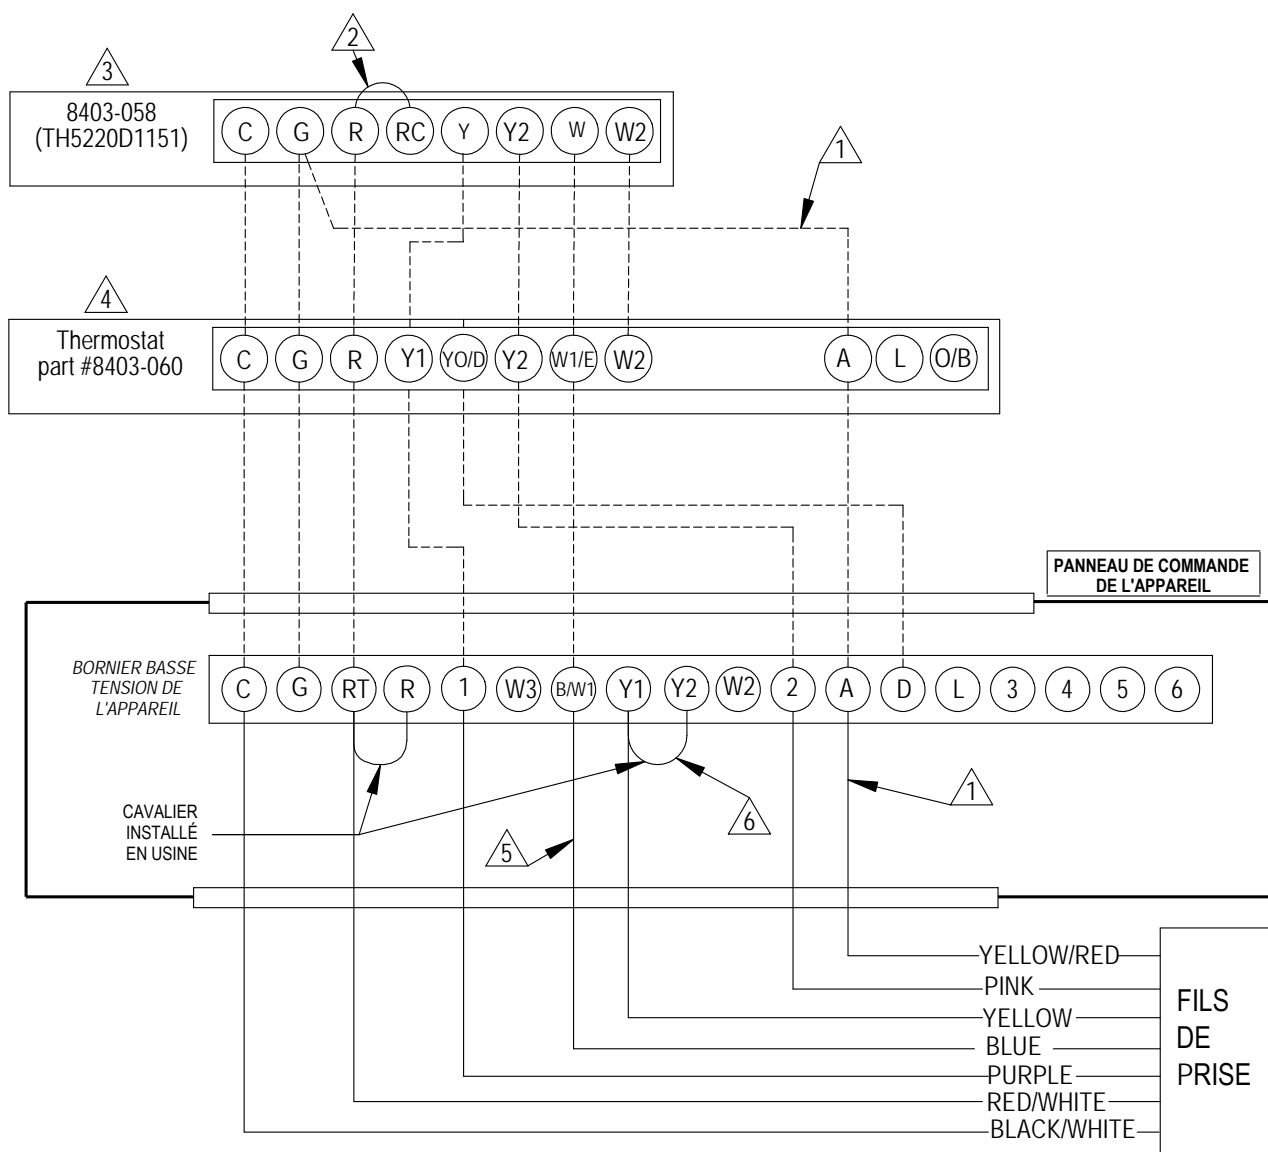 2
3
8403-058
(TH5220D1151)
C G R RC Y Y2 W W2
1
4
Thermostat
part #8403-060
C G R Y1 YO/D Y2 W1/E W2 A L O/B
PANNEAU DE COMMANDE
DE L'APPAREIL
BORNIER BASSE
TENSION DE
L'APPAREIL
C G RT R 1 W3 B/W1 Y1 Y2 W2 2 A D L 3 4 5 6
CAVALIER
INSTALLÉ
EN USINE
5
6
1
YELLOW/RED
PINK
YELLOW
BLUE
PURPLE
RED/WHITE
BLACK/WHITE
FILS
DE
PRISE